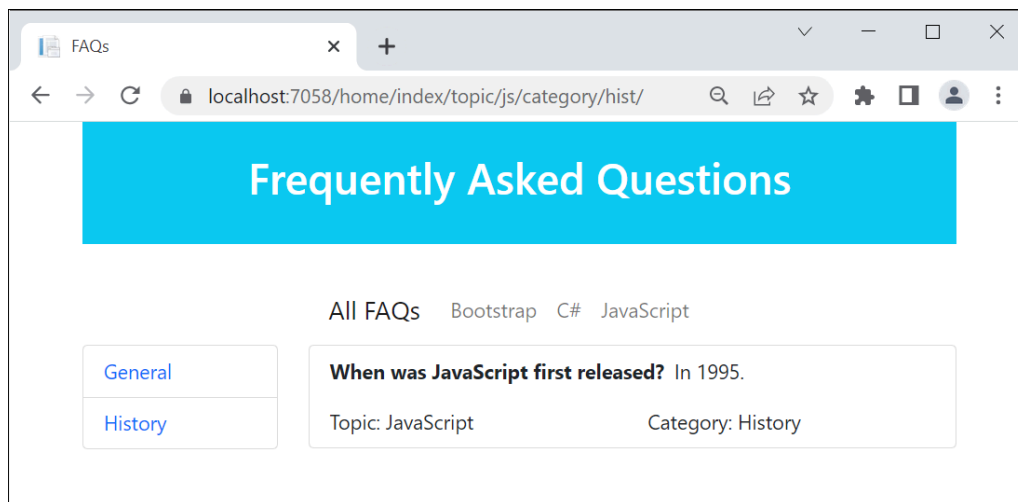 FAQs
localhost:7058/home/index/topic/js/category/hist/
Frequently Asked Questions
All FAQs Bootstrap C# JavaScript
General
History
When was JavaScript first released? In 1995.
Topic: JavaScript Category: History